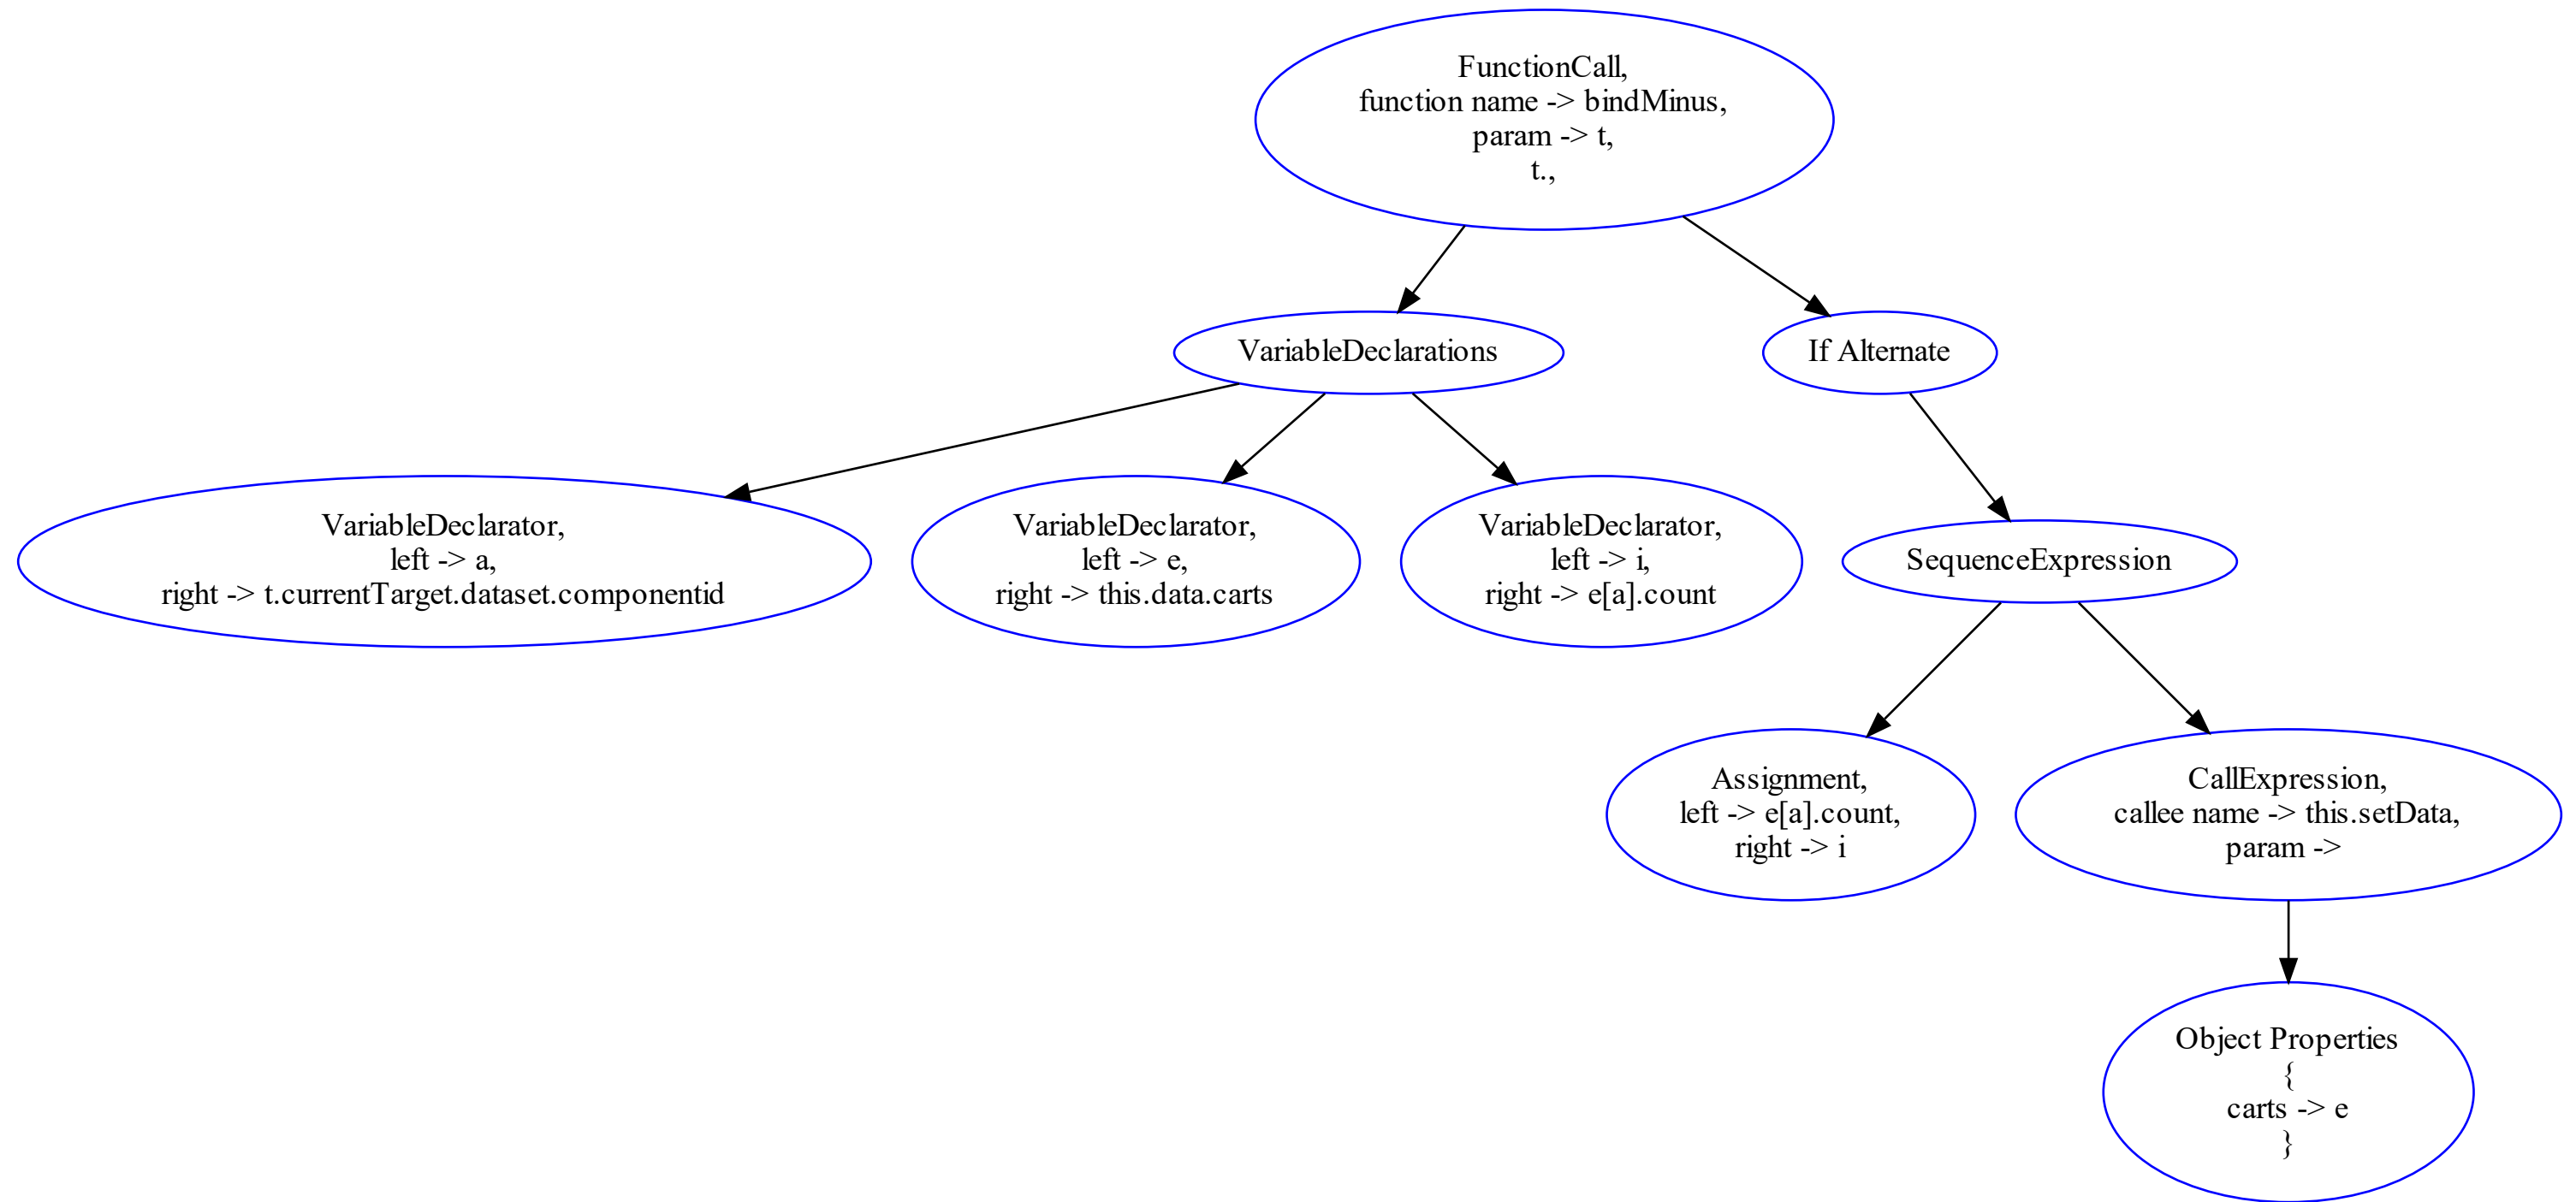 FunctionCall,
function name -> bindMinus,
param -> t,
t.,
VariableDeclarations
If Alternate
VariableDeclarator,
left -> a,
right -> t.currentTarget.dataset.componentid
VariableDeclarator,
left -> e,
right -> this.data.carts
VariableDeclarator,
left -> i,
right -> e[a].count
SequenceExpression
Assignment,
left -> e[a].count,
right -> i
CallExpression,
callee name -> this.setData,
param ->
Object Properties
{
carts -> e
}